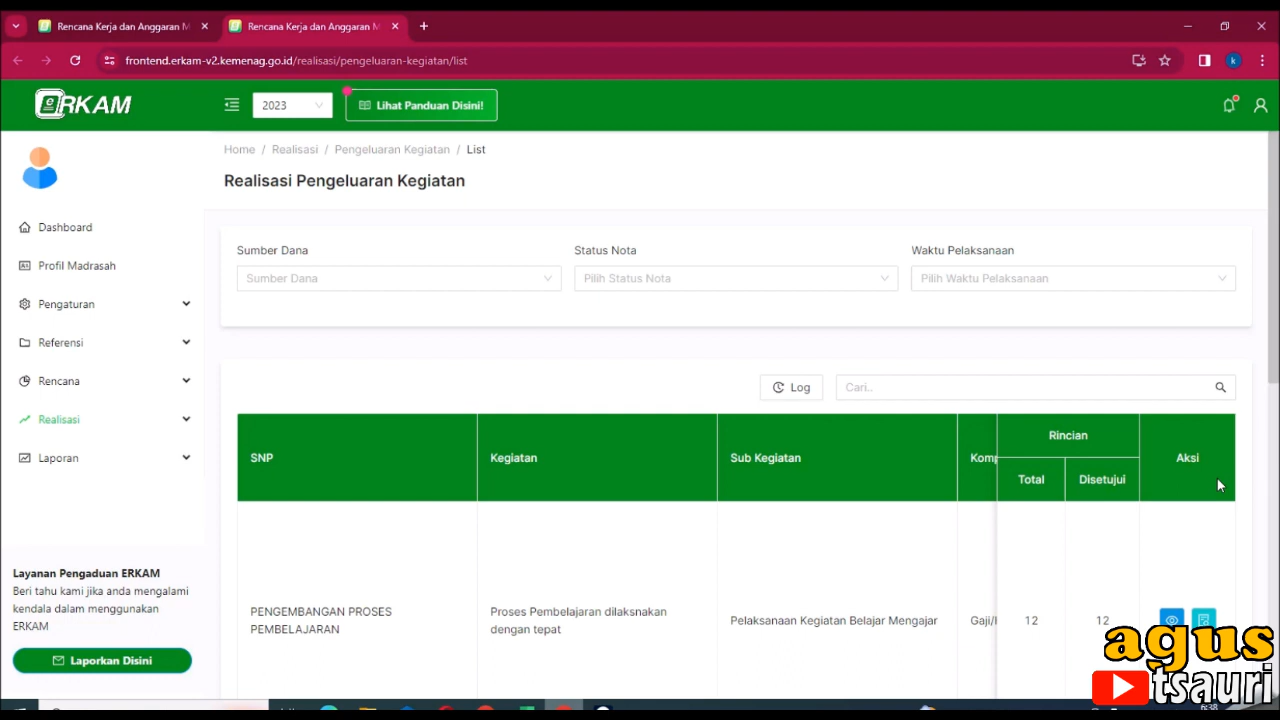 Rencana Kerja dan Anggaran M
Rencana Kerja dan Anggaran M
frontend.erkam-v2.kemenag.go.id/realisasi/pengeluaran-kegiatan/list
k
eRKAM
2023
Lihat Panduan Disini!
Home / Realisasi / Pengeluaran Kegiatan / List
Realisasi Pengeluaran Kegiatan
Dashboard
Profil Madrasah
Pengaturan
Referensi
Rencana
Realisasi
Laporan
Layanan Pengaduan ERKAM
Beri tahu kami jika anda mengalami
kendala dalam menggunakan
ERKAM
Laporkan Disini
Sumber Dana
Status Nota
Waktu Pelaksanaan
Sumber Dana
Pilih Status Nota
Pilih Waktu Pelaksanaan
Log
Cari..
SNP
Kegiatan
Sub Kegiatan
Komp
Rincian
Total
Disetujui
Aksi
PENGEMBANGAN PROSES
PEMBELAJARAN
Proses Pembelajaran dilaksnakan
dengan tepat
Pelaksanaan Kegiatan Belajar Mengajar
Gaji/
12
12
agus
tsauri